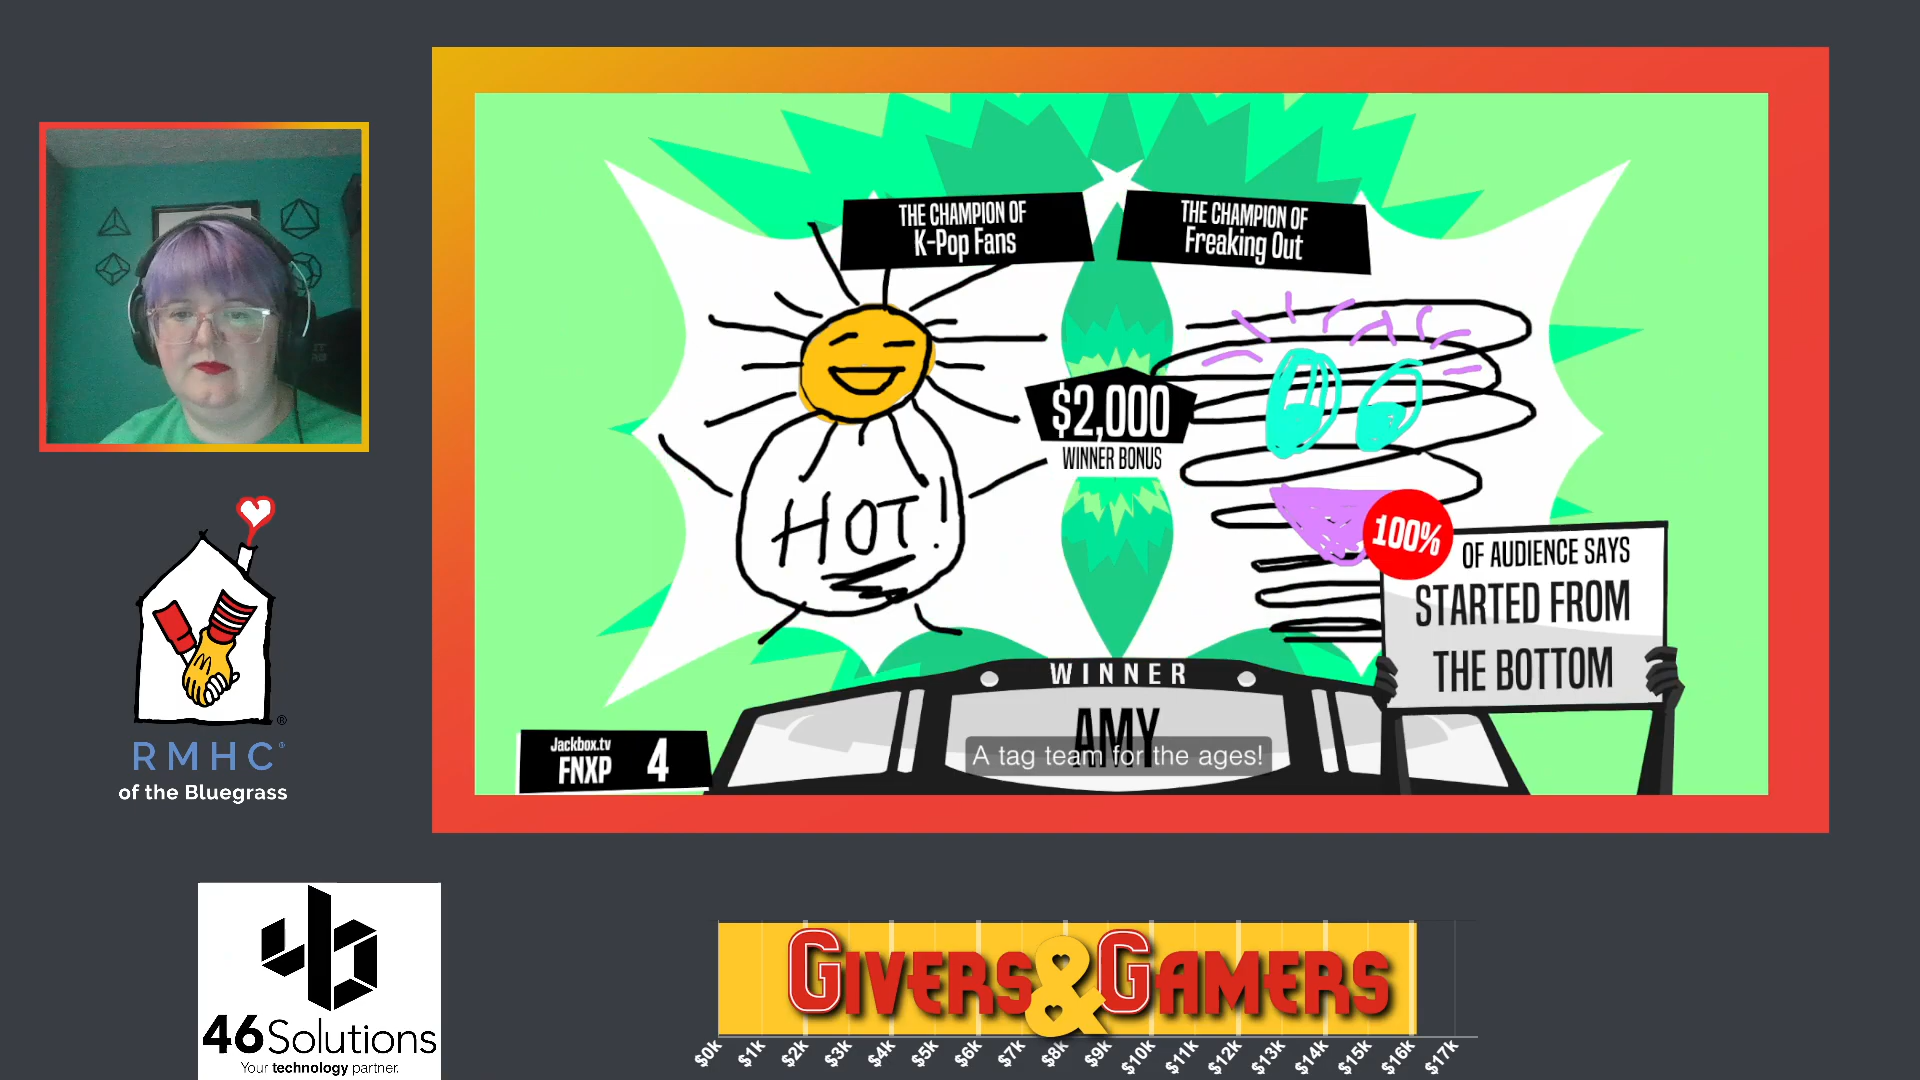 THE CHAMPION OF
K-Pop Fans
THE CHAMPION OF
Freaking Out
$2,000
WINNER BONUS
HOT!
100%
OF AUDIENCE SAYS
STARTED FROM
THE BOTTOM
WINNER
AMY
A tag team for the ages!
Jackbox.tv
FNXP
4
RMHC®
of the Bluegrass
46Solutions
Your technology partner.
GIVERS&GAMERS
$0k $1k $2k $3k $4k $5k $6k $7k $8k $9k $10k $11k $12k $13k $14k $15k $16k $17k